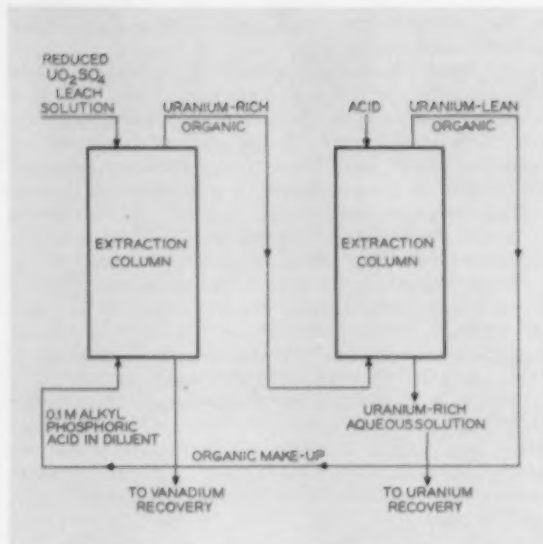 REDUCED
UO2SO4
LEACH
SOLUTION
URANIUM-RICH
ORGANIC
ACID
URANIUM-LEAN
ORGANIC
EXTRACTION
COLUMN
EXTRACTION
COLUMN
0.1 M ALKYL
PHOSPHORIC
ACID IN DILUENT
URANIUM-RICH
AQUEOUS SOLUTION
ORGANIC MAKE-UP
TO VANADIUM
RECOVERY
TO URANIUM
RECOVERY